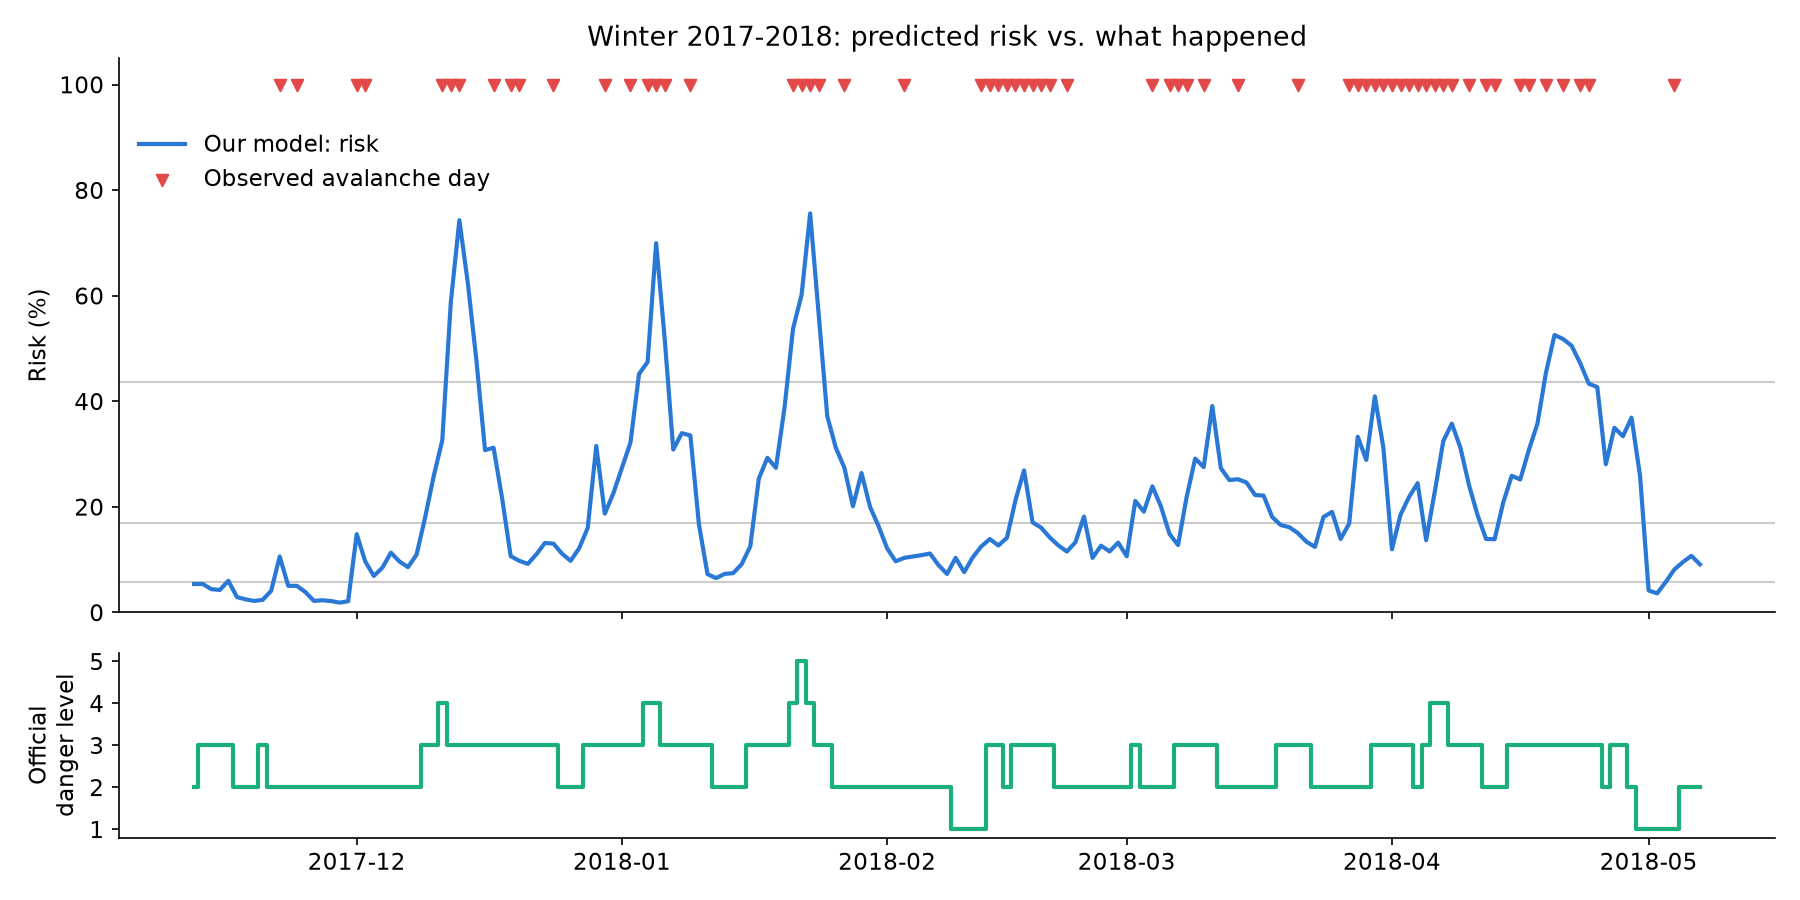 Winter 2017-2018: predicted risk vs. what happened
100
80
60
40
20
0
Risk (%)
Our model: risk
Observed avalanche day
5
4
3
2
1
Official
danger level
2017-12
2018-01
2018-02
2018-03
2018-04
2018-05